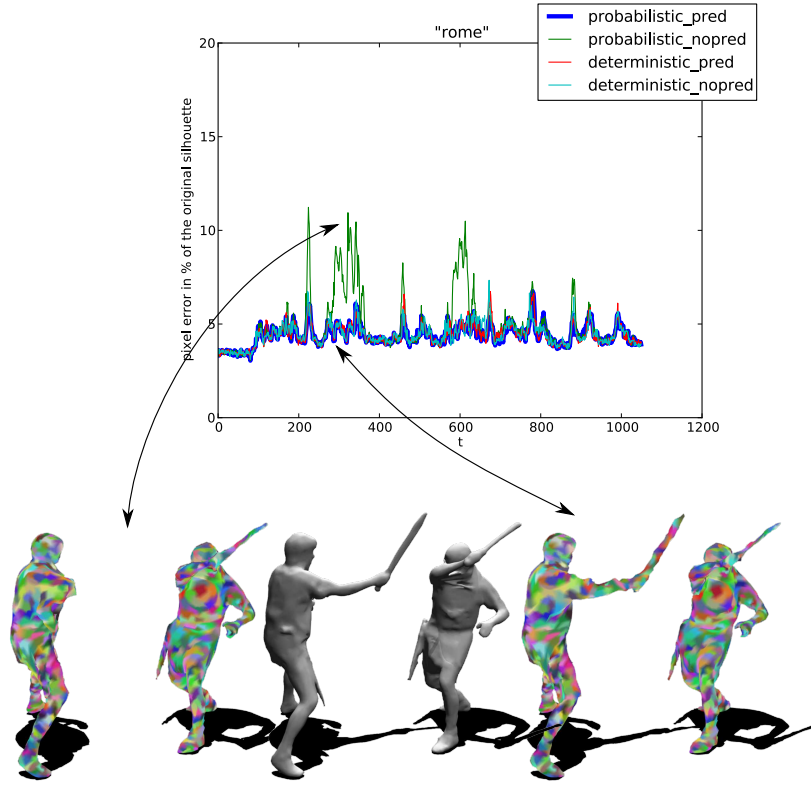 probabilistic_pred
probabilistic_nopred
deterministic_pred
deterministic_nopred
"rome"
pixel error in % of the original silhouette
20
15
10
5
0
0 200 400 600 800 1000 1200
t